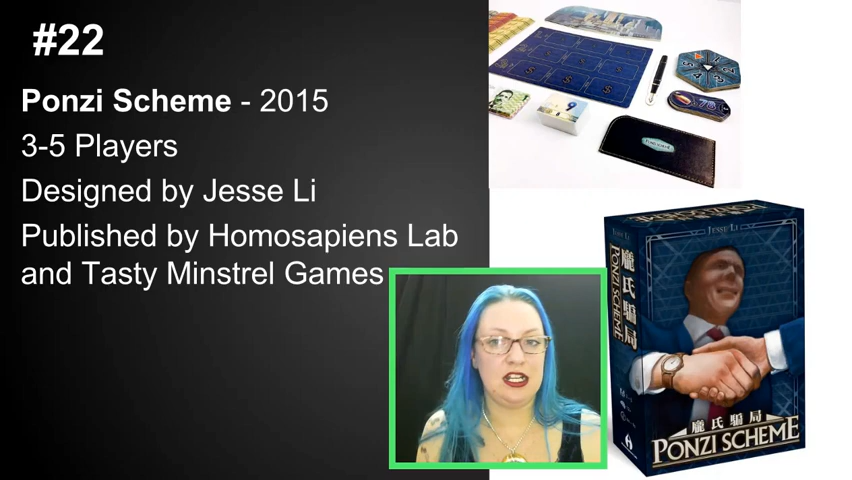 #22
Ponzi Scheme - 2015
3-5 Players
Designed by Jesse Li
Published by Homosapiens Lab
and Tasty Minstrel Games
JESSE LI
龐氏騙局
PONZI SCHEME
龐氏騙局
PONZI SCHEME